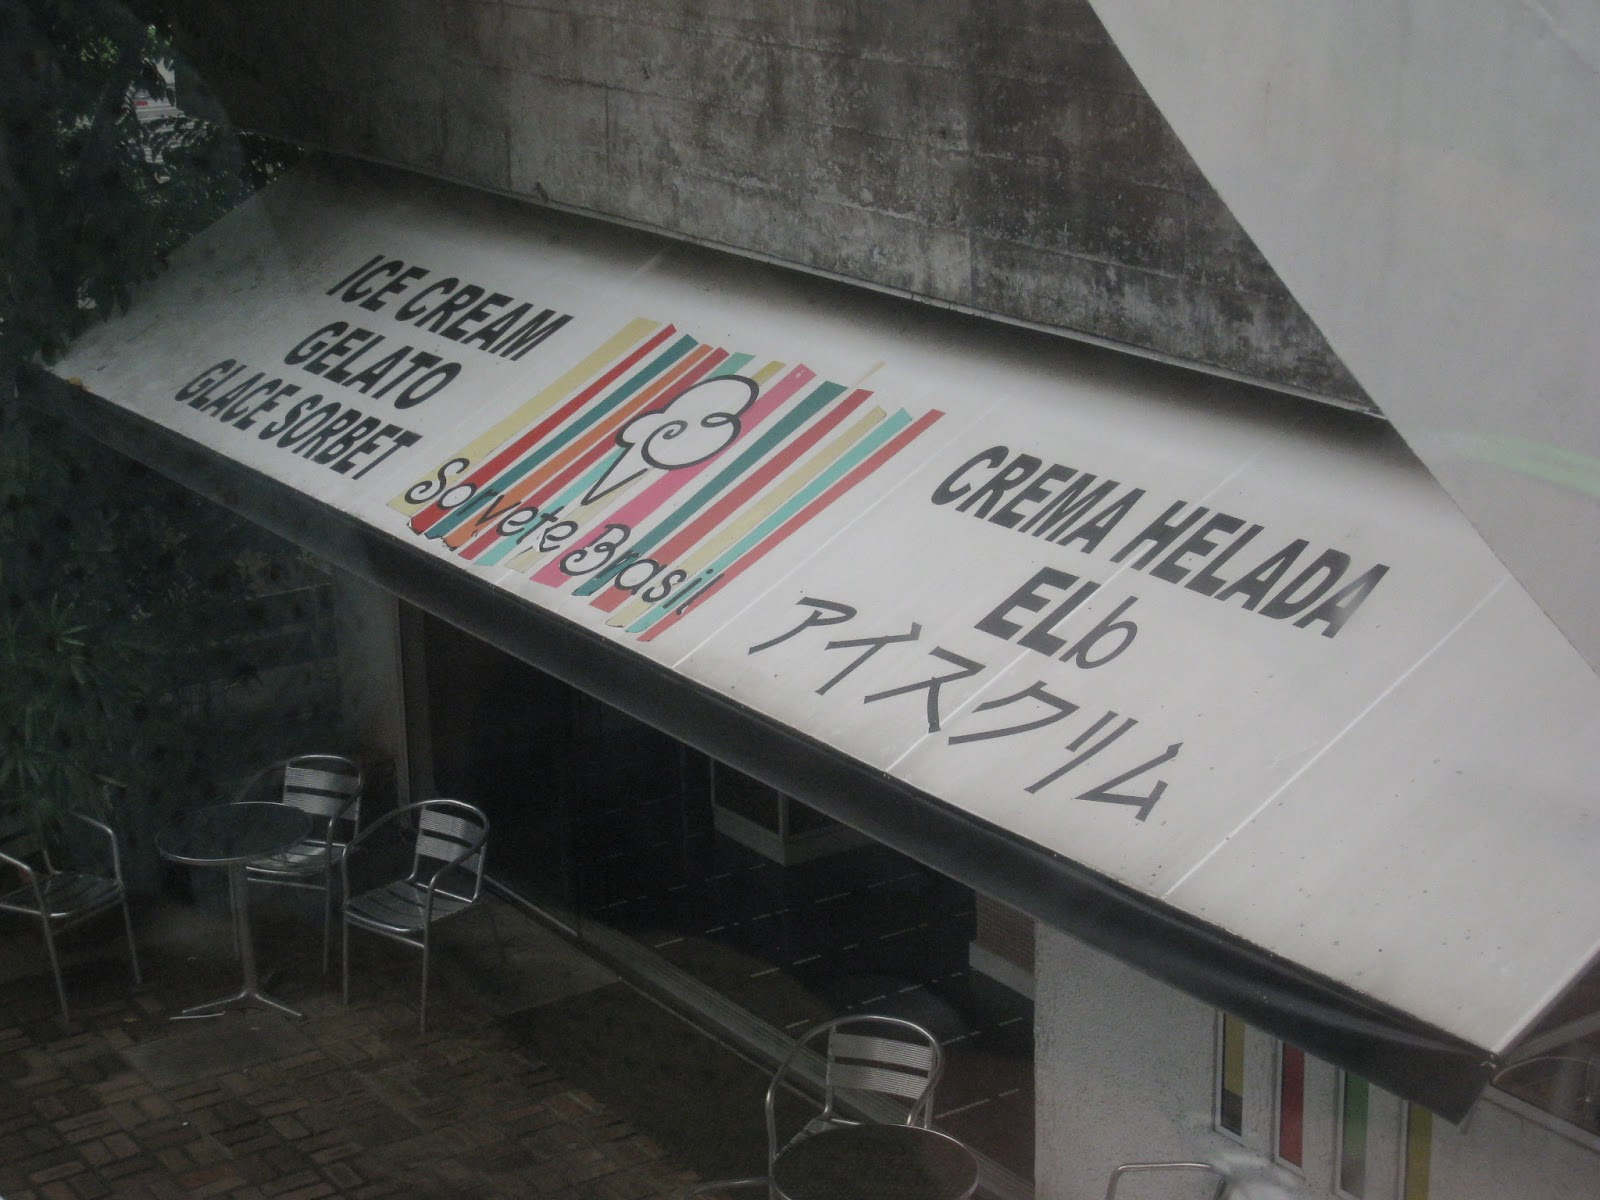 ICE CREAM
GELATO
GLACE SORBET
Sorvete Brasil
CREMA HELADA
ELb
アイスクリム